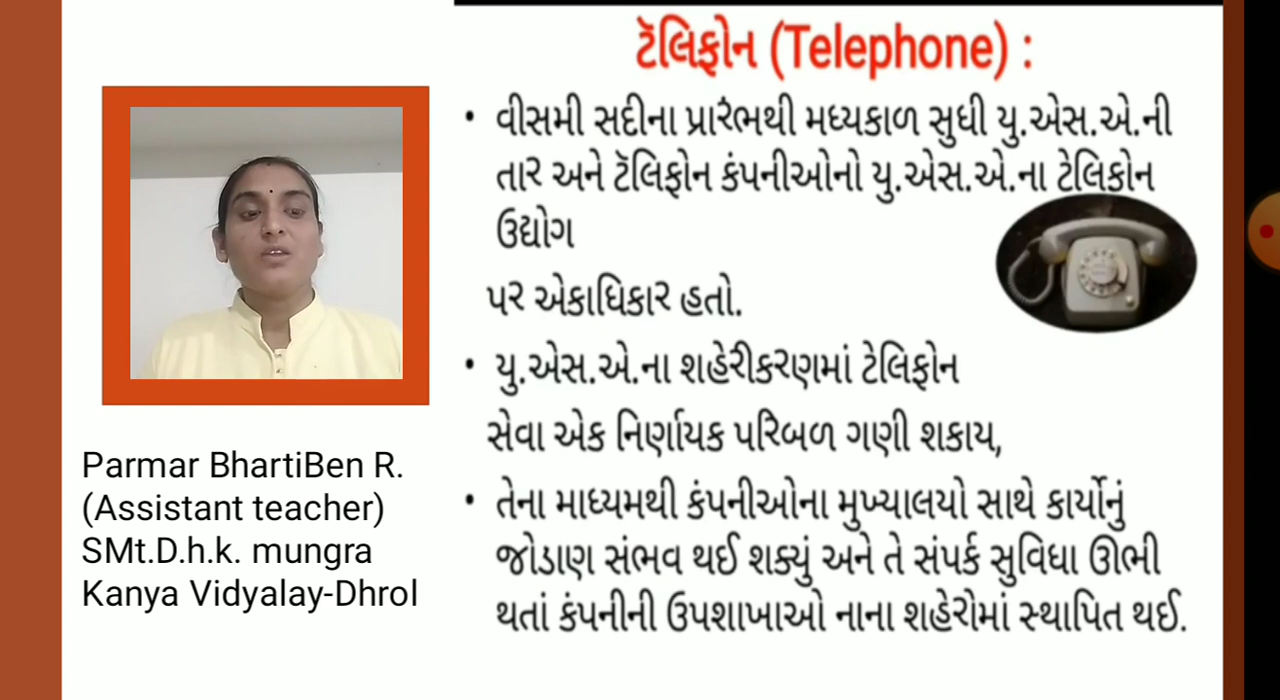 ટૅલિફોન (Telephone) :
• વીસમી સદીના પ્રારંભથી મધ્યકાળ સુધી યુ.એસ.એ.ની
તાર અને ટૅલિફોન કંપનીઓનો યુ.એસ.એ.ના ટેલિફોન
ઉદ્યોગ
પર એકાધિકાર હતો.
• યુ.એસ.એ.ના શહેરીકરણમાં ટેલિફોન
સેવા એક નિર્ણાયક પરિબળ ગણી શકાય,
• તેના માધ્યમથી કંપનીઓના મુખ્યાલયો સાથે કાર્યોનું
જોડાણ સંભવ થઈ શક્યું અને તે સંપર્ક સુવિધા ઊભી
થતાં કંપનીની ઉપશાખાઓ નાના શહેરોમાં સ્થાપિત થઈ.
Parmar BhartiBen R.
(Assistant teacher)
SMt.D.h.k. mungra
Kanya Vidyalay-Dhrol